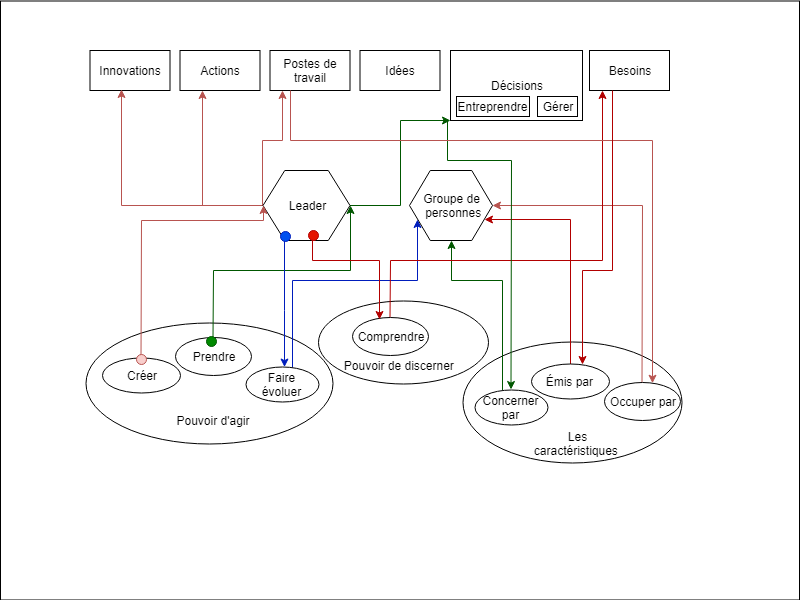 Innovations
Actions
Postes de
travail
Idées
Décisions
Entreprendre
Gérer
Besoins
Leader
Groupe de
personnes
Créer
Prendre
Faire
évoluer
Pouvoir d'agir
Comprendre
Pouvoir de discerner
Concerner
par
Émis par
Occuper par
Les
caractéristiques